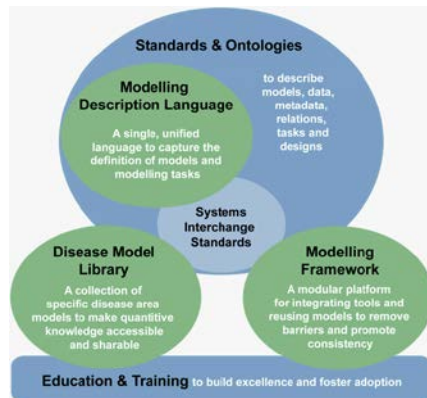 Standards & Ontologies
Modelling
Description Language
A single, unified
language to capture the
definition of models and
modelling tasks
to describe
models, data,
metadata,
relations,
tasks and
designs
Systems
Interchange
Standards
Disease Model
Library
A collection of
specific disease area
models to make quantitive
knowledge accessible
and sharable
Modelling
Framework
A modular platform
for integrating tools and
reusing models to remove
barriers and promote
consistency
Education & Training to build excellence and foster adoption